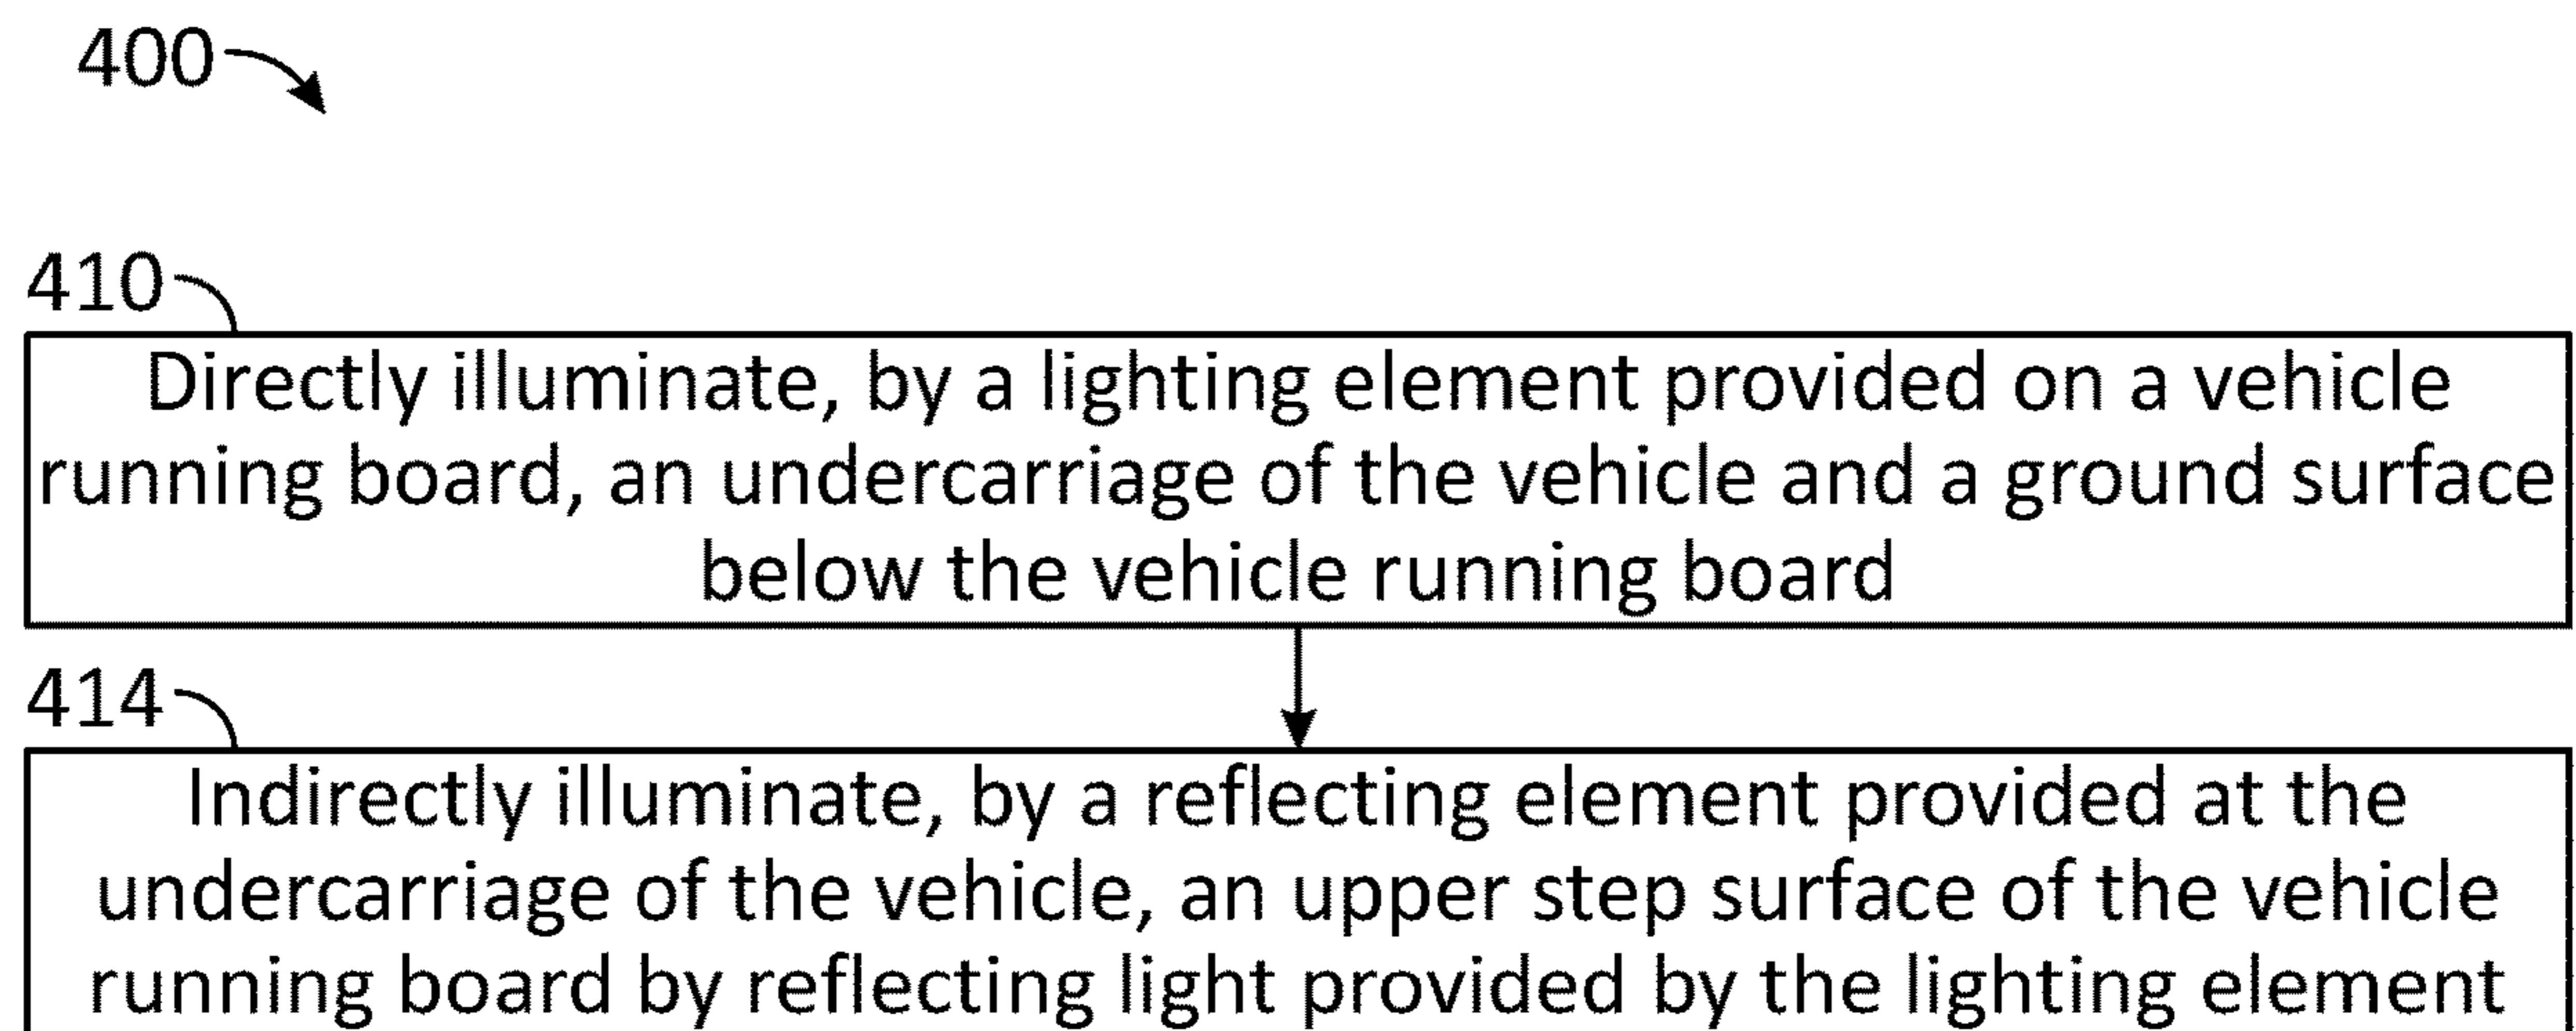 400
410
Directly illuminate, by a lighting element provided on a vehicle
running board, an undercarriage of the vehicle and a ground surface
below the vehicle running board
414
Indirectly illuminate, by a reflecting element provided at the
undercarriage of the vehicle, an upper step surface of the vehicle
running board by reflecting light provided by the lighting element